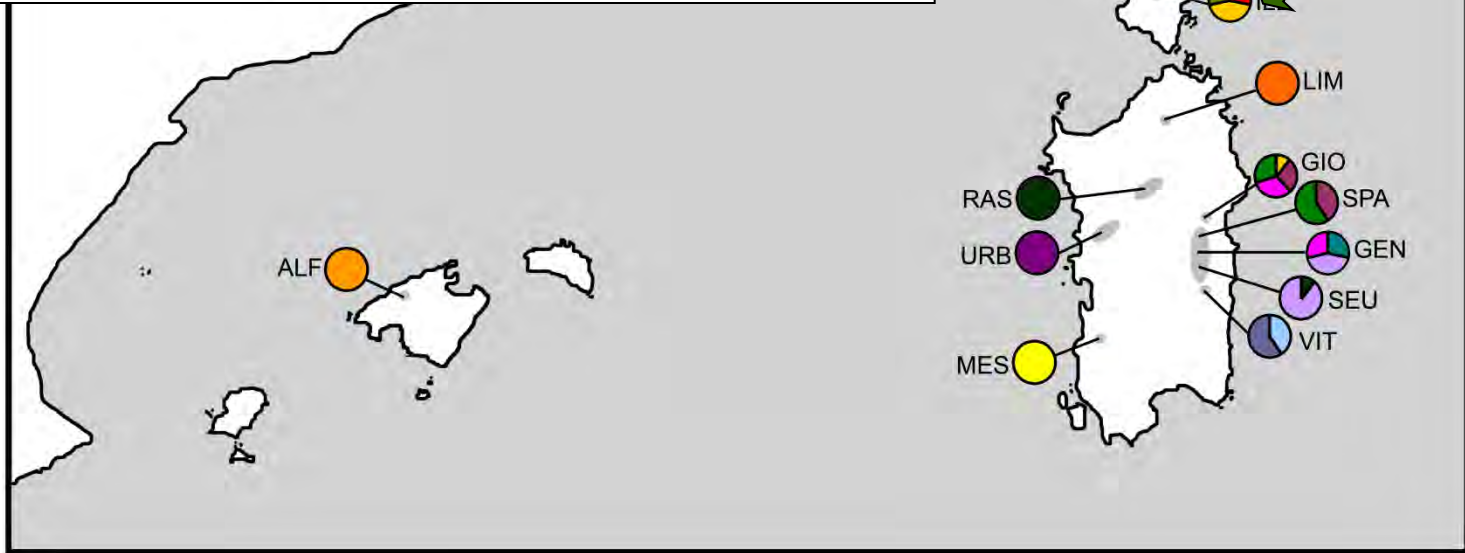 LIM
GIO
RAS
SPA
URB
GEN
ALF
SEU
VIT
MES